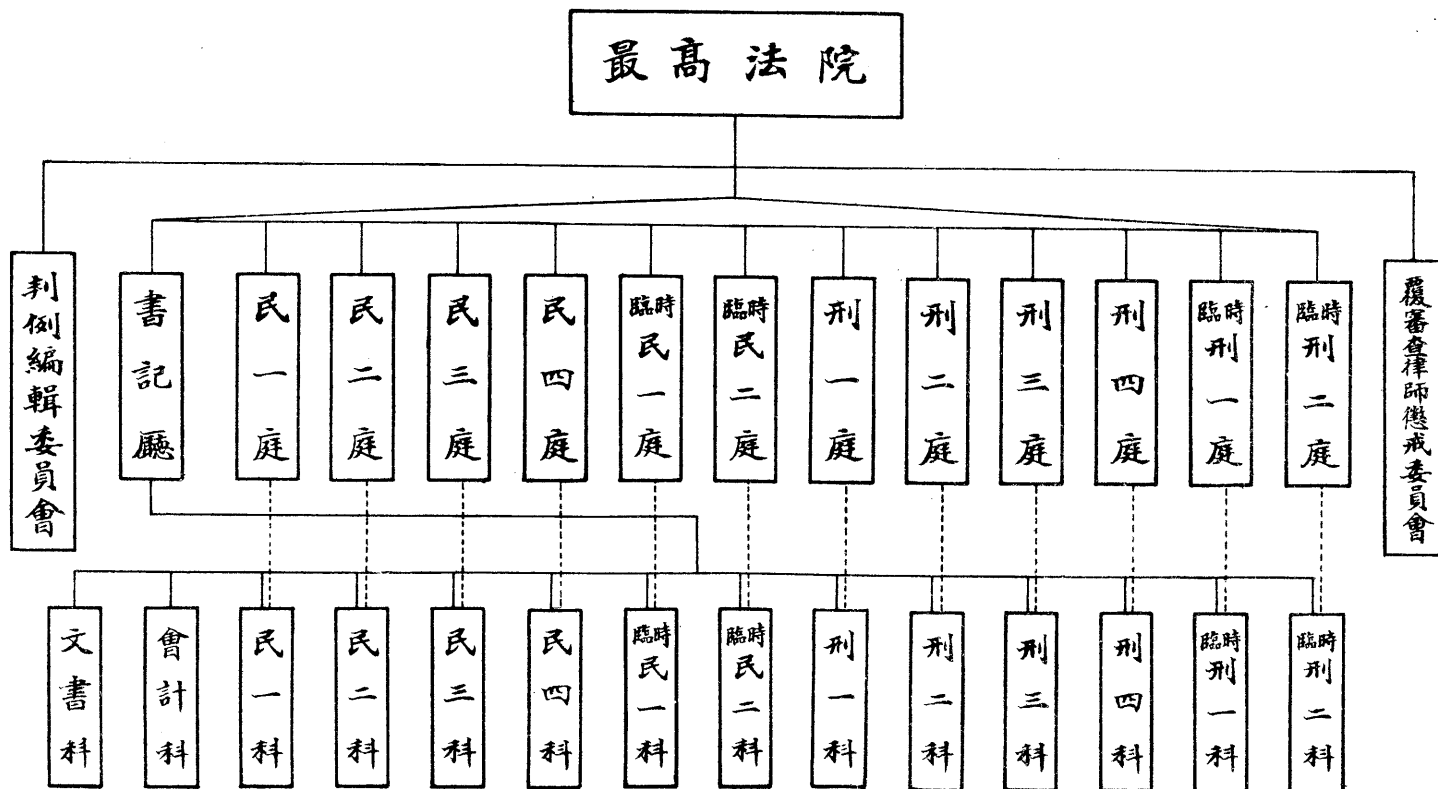 最高法院
判例編輯委員會
書記廳
民一庭
民二庭
民三庭
民四庭
臨時民一庭
臨時民二庭
刑一庭
刑二庭
刑三庭
刑四庭
臨時刑一庭
臨時刑二庭
覆審查律師懲戒委員會
文書科
會計科
民一科
民二科
民三科
民四科
臨時民一科
臨時民二科
刑一科
刑二科
刑三科
刑四科
臨時刑一科
臨時刑二科